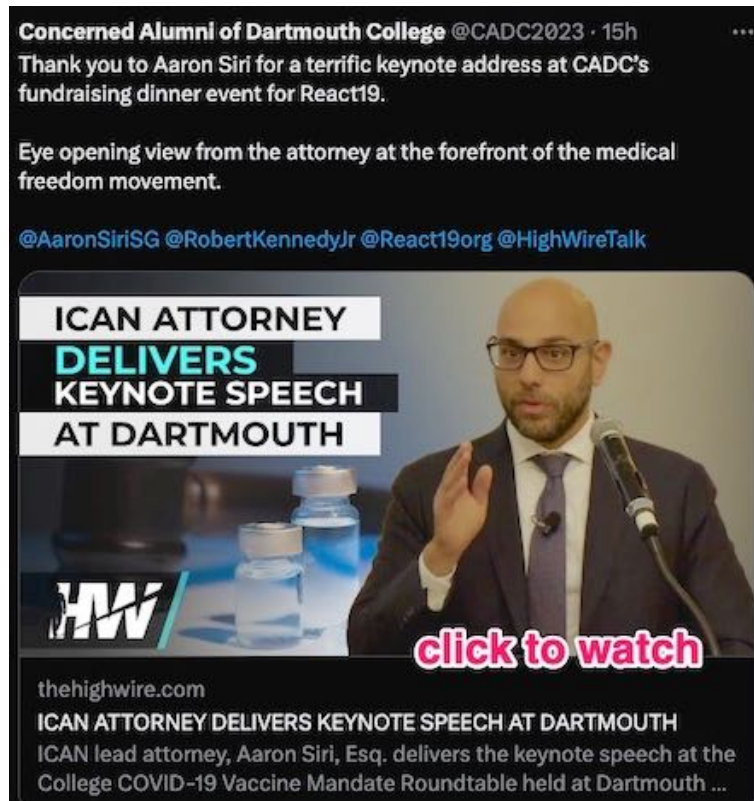 Concerned Alumni of Dartmouth College @CADC2023 · 15h ...
Thank you to Aaron Siri for a terrific keynote address at CADC's
fundraising dinner event for React19.
Eye opening view from the attorney at the forefront of the medical
freedom movement.
@AaronSiriSG @RobertKennedyJr @React19org @HighWireTalk
ICAN ATTORNEY
DELIVERS
KEYNOTE SPEECH
AT DARTMOUTH
HW
click to watch
thehighwire.com
ICAN ATTORNEY DELIVERS KEYNOTE SPEECH AT DARTMOUTH
ICAN lead attorney, Aaron Siri, Esq. delivers the keynote speech at the
College COVID-19 Vaccine Mandate Roundtable held at Dartmouth ...